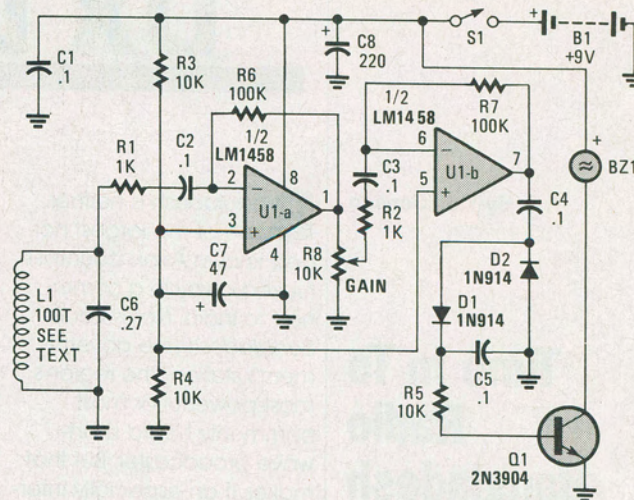 C1
.1
R3
10K
+
C8
220
S1
+
B1
+9V
R6
100K
1/2
LM1458
R1
1K
C2
.1
2
−
8
U1-a
1
3
+
4
C7
47
+
R8
10K
GAIN
1/2
LM1458
R7
100K
6
−
U1-b
7
5
+
C3
.1
R2
1K
C4
.1
+
BZ1
L1
100T
SEE
TEXT
C6
.27
R4
10K
D1
1N914
D2
1N914
C5
.1
R5
10K
Q1
2N3904